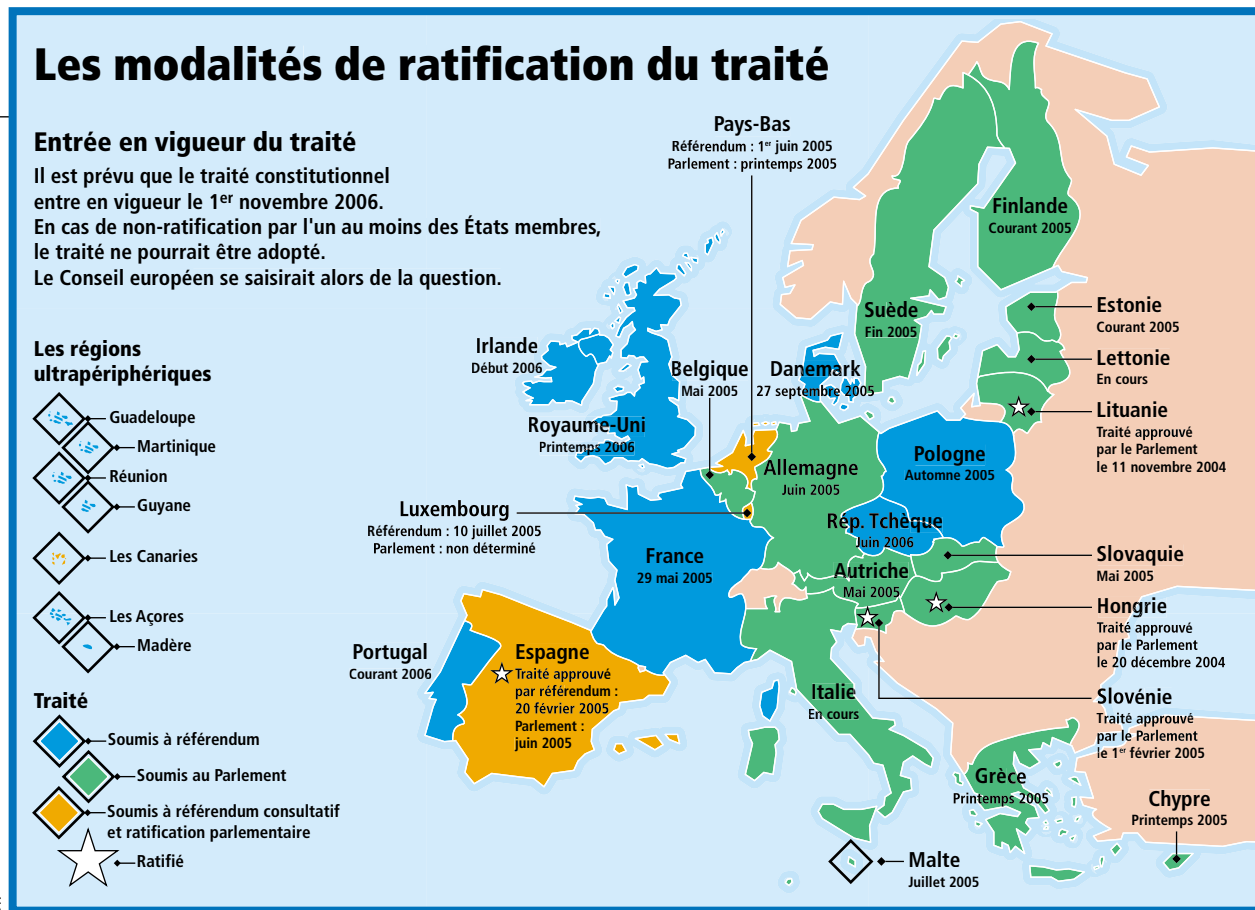 Les modalités de ratification du traité
Entrée en vigueur du traité
Il est prévu que le traité constitutionnel
entre en vigueur le 1er novembre 2006.
En cas de non-ratification par l'un au moins des États membres,
le traité ne pourrait être adopté.
Le Conseil européen se saisirait alors de la question.
Les régions
ultrapériphériques
Guadeloupe
Martinique
Réunion
Guyane
Les Canaries
Les Açores
Madère
Traité
Soumis à référendum
Soumis au Parlement
Soumis à référendum consultatif
et ratification parlementaire
Ratifié
Pays-Bas
Référendum : 1er juin 2005
Parlement : printemps 2005
Finlande
Courant 2005
Suède
Fin 2005
Estonie
Courant 2005
Lettonie
En cours
Lituanie
Traité approuvé
par le Parlement
le 11 novembre 2004
Irlande
Début 2006
Royaume-Uni
Printemps 2006
Belgique
Mai 2005
Danemark
27 septembre 2005
Allemagne
Juin 2005
Pologne
Automne 2005
Luxembourg
Référendum : 10 juillet 2005
Parlement : non déterminé
France
29 mai 2005
Rép. Tchèque
Juin 2006
Autriche
Mai 2005
Slovaquie
Mai 2005
Hongrie
Traité approuvé
par le Parlement
le 20 décembre 2004
Slovénie
Traité approuvé
par le Parlement
le 1er février 2005
Portugal
Courant 2006
Espagne
Traité approuvé
par référendum :
20 février 2005
Parlement :
juin 2005
Italie
En cours
Grèce
Printemps 2005
Chypre
Printemps 2005
Malte
Juillet 2005